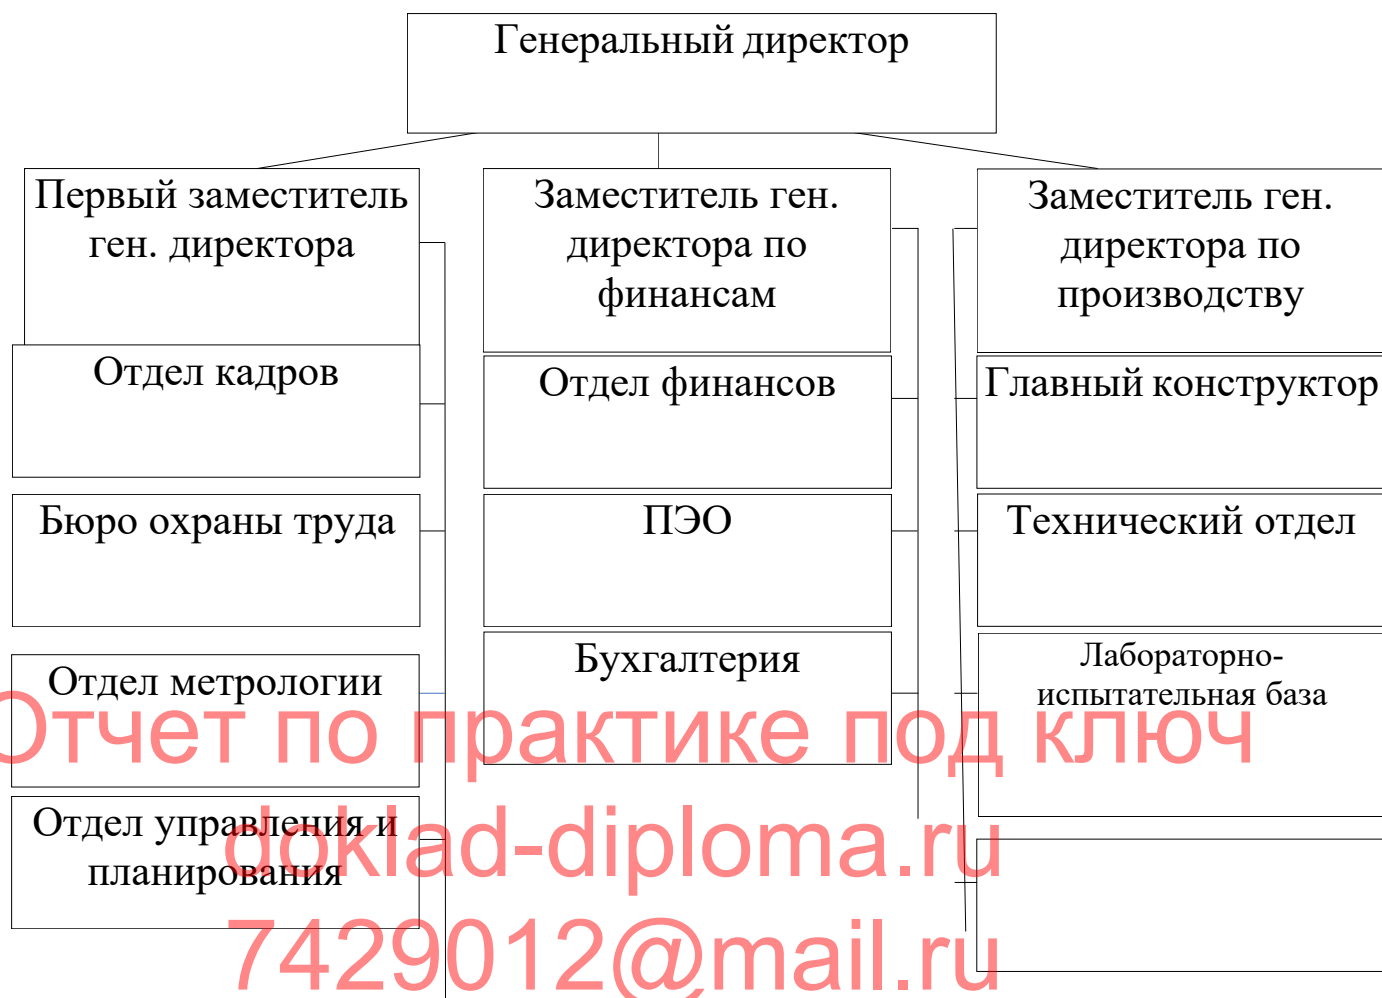 Генеральный директор
Первый заместитель
ген. директора
Заместитель ген.
директора по
финансам
Заместитель ген.
директора по
производству
Отдел кадров
Отдел финансов
Главный конструктор
Бюро охраны труда
ПЭО
Технический отдел
Отдел метрологии
Бухгалтерия
Лабораторно-
испытательная база
Отдел управления и
планирования
Отчет по практике под ключ
doklad-diploma.ru
7429012@mail.ru